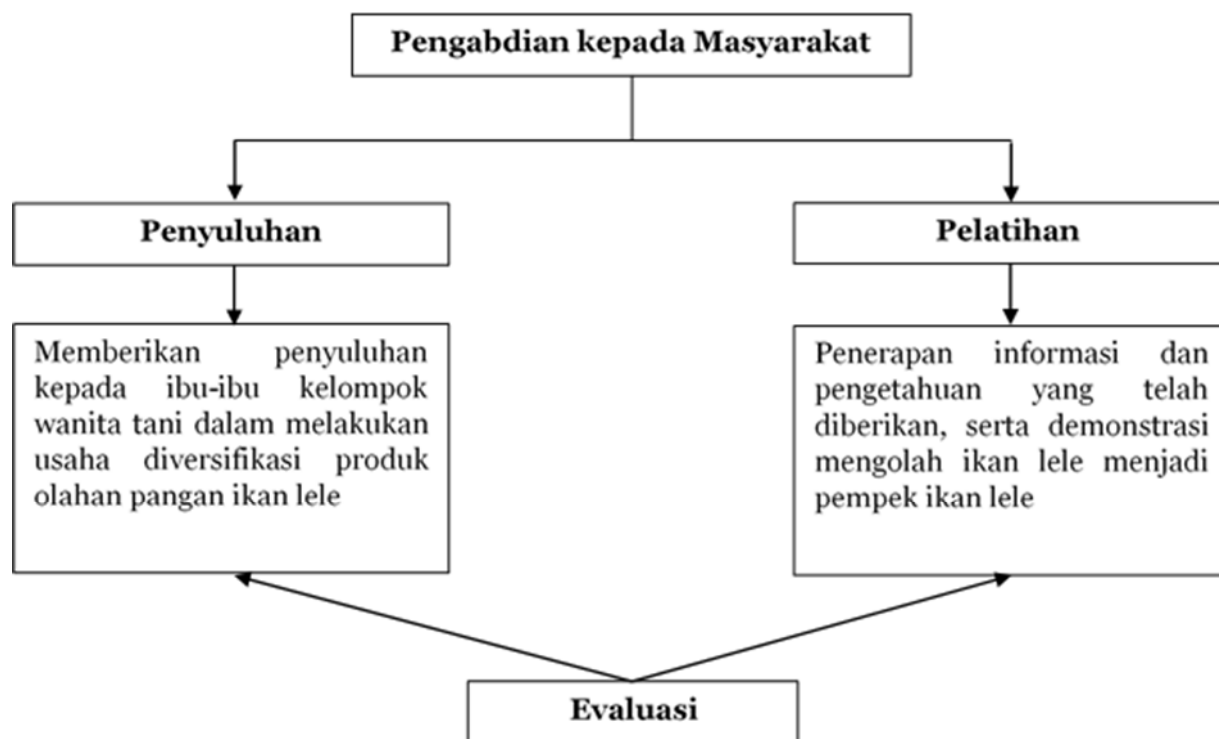 Pengabdian kepada Masyarakat
Penyuluhan
Pelatihan
Memberikan penyuluhan
kepada ibu-ibu kelompok
wanita tani dalam melakukan
usaha diversifikasi produk
olahan pangan ikan lele
Penerapan informasi dan
pengetahuan yang telah
diberikan, serta demonstrasi
mengolah ikan lele menjadi
pempek ikan lele
Evaluasi